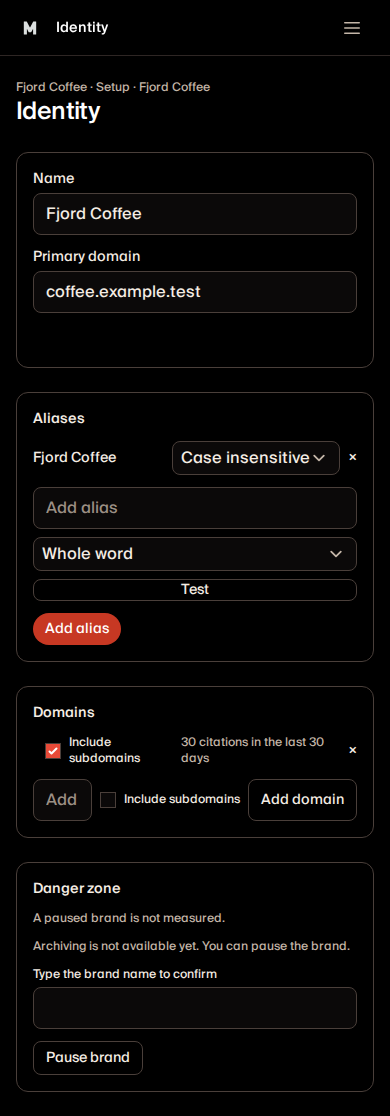 M Identity
Fjord Coffee · Setup · Fjord Coffee
Identity
Name
Fjord Coffee
Primary domain
coffee.example.test
Aliases
Fjord Coffee Case insensitive ×
Add alias
Whole word
Test
Add alias
Domains
Include subdomains
30 citations in the last 30 days
×
Add Include subdomains Add domain
Danger zone
A paused brand is not measured.
Archiving is not available yet. You can pause the brand.
Type the brand name to confirm
Pause brand